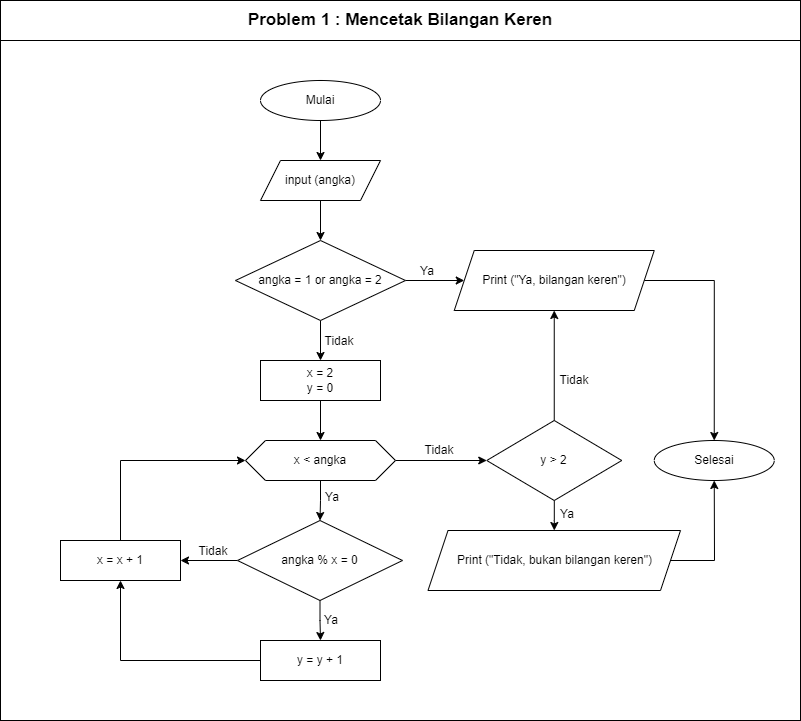 Problem 1 : Mencetak Bilangan Keren
Mulai
input (angka)
angka = 1 or angka = 2
Ya
Print ("Ya, bilangan keren")
Tidak
x = 2
y = 0
Tidak
x < angka
Tidak
y > 2
Selesai
Ya
Ya
Tidak
x = x + 1
angka % x = 0
Print ("Tidak, bukan bilangan keren")
Ya
y = y + 1